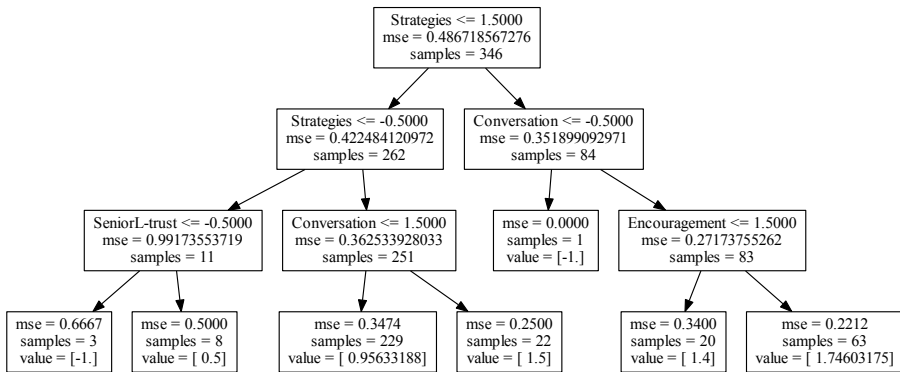 Strategies <= 1.5000
mse = 0.486718567276
samples = 346
Strategies <= -0.5000
mse = 0.422484120972
samples = 262
Conversation <= -0.5000
mse = 0.351899092971
samples = 84
SeniorL-trust <= -0.5000
mse = 0.99173553719
samples = 11
Conversation <= 1.5000
mse = 0.362533928033
samples = 251
mse = 0.0000
samples = 1
value = [-1.]
Encouragement <= 1.5000
mse = 0.27173755262
samples = 83
mse = 0.6667
samples = 3
value = [-1.]
mse = 0.5000
samples = 8
value = [ 0.5]
mse = 0.3474
samples = 229
value = [ 0.95633188]
mse = 0.2500
samples = 22
value = [ 1.5]
mse = 0.3400
samples = 20
value = [ 1.4]
mse = 0.2212
samples = 63
value = [ 1.74603175]